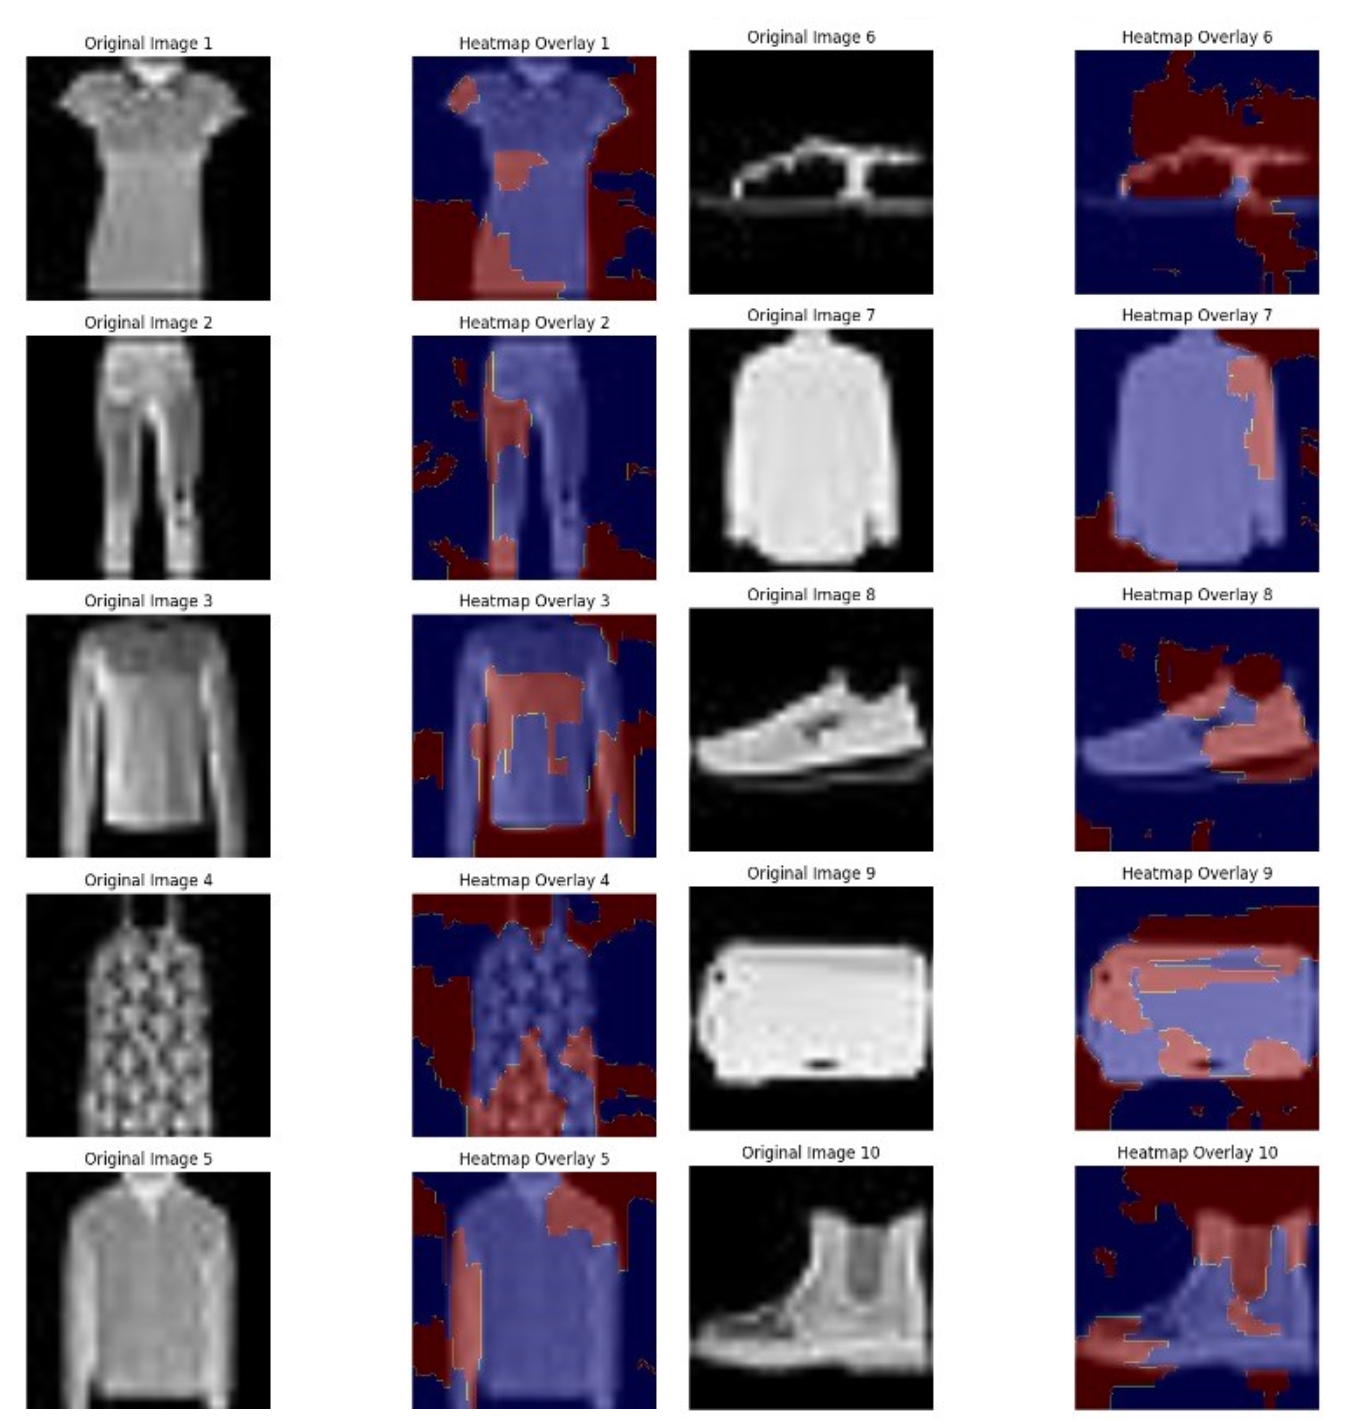 Original Image 1
Heatmap Overlay 1
Original Image 6
Heatmap Overlay 6
Original Image 2
Heatmap Overlay 2
Original Image 7
Heatmap Overlay 7
Original Image 3
Heatmap Overlay 3
Original Image 8
Heatmap Overlay 8
Original Image 4
Heatmap Overlay 4
Original Image 9
Heatmap Overlay 9
Original Image 5
Heatmap Overlay 5
Original Image 10
Heatmap Overlay 10